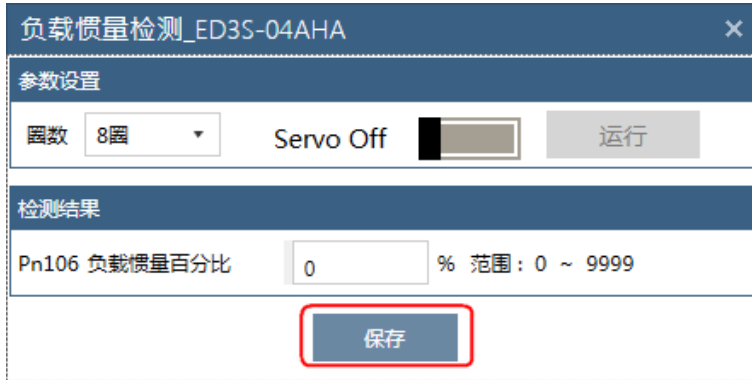 负载惯量检测_ED3S-04AHA
参数设置
圈数 8圈 Servo Off 运行
检测结果
Pn106 负载惯量百分比 0 % 范围：0 ~ 9999
保存